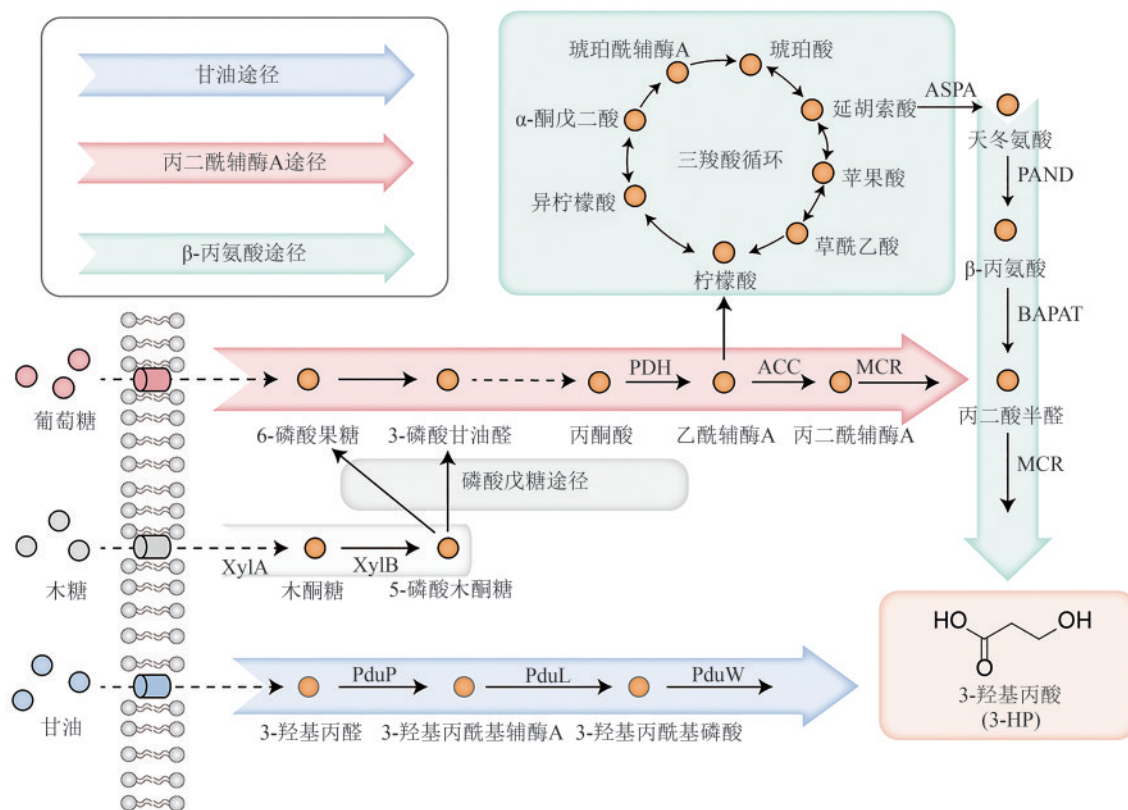 甘油途径
丙二酰辅酶A途径
β-丙氨酸途径
琥珀酰辅酶A
琥珀酸
α-酮戊二酸
延胡索酸
三羧酸循环
异柠檬酸
苹果酸
草酰乙酸
柠檬酸
ASPA
天冬氨酸
PAND
β-丙氨酸
BAPAT
丙二酸半醛
MCR
葡萄糖
PDH
ACC
MCR
6-磷酸果糖
3-磷酸甘油醛
丙酮酸
乙酰辅酶A
丙二酰辅酶A
磷酸戊糖途径
木糖
XylA
XylB
木酮糖
5-磷酸木酮糖
甘油
PduP
PduL
PduW
3-羟基丙醛
3-羟基丙酰基辅酶A
3-羟基丙酰基磷酸
HO
OH
O
3-羟基丙酸
(3-HP)